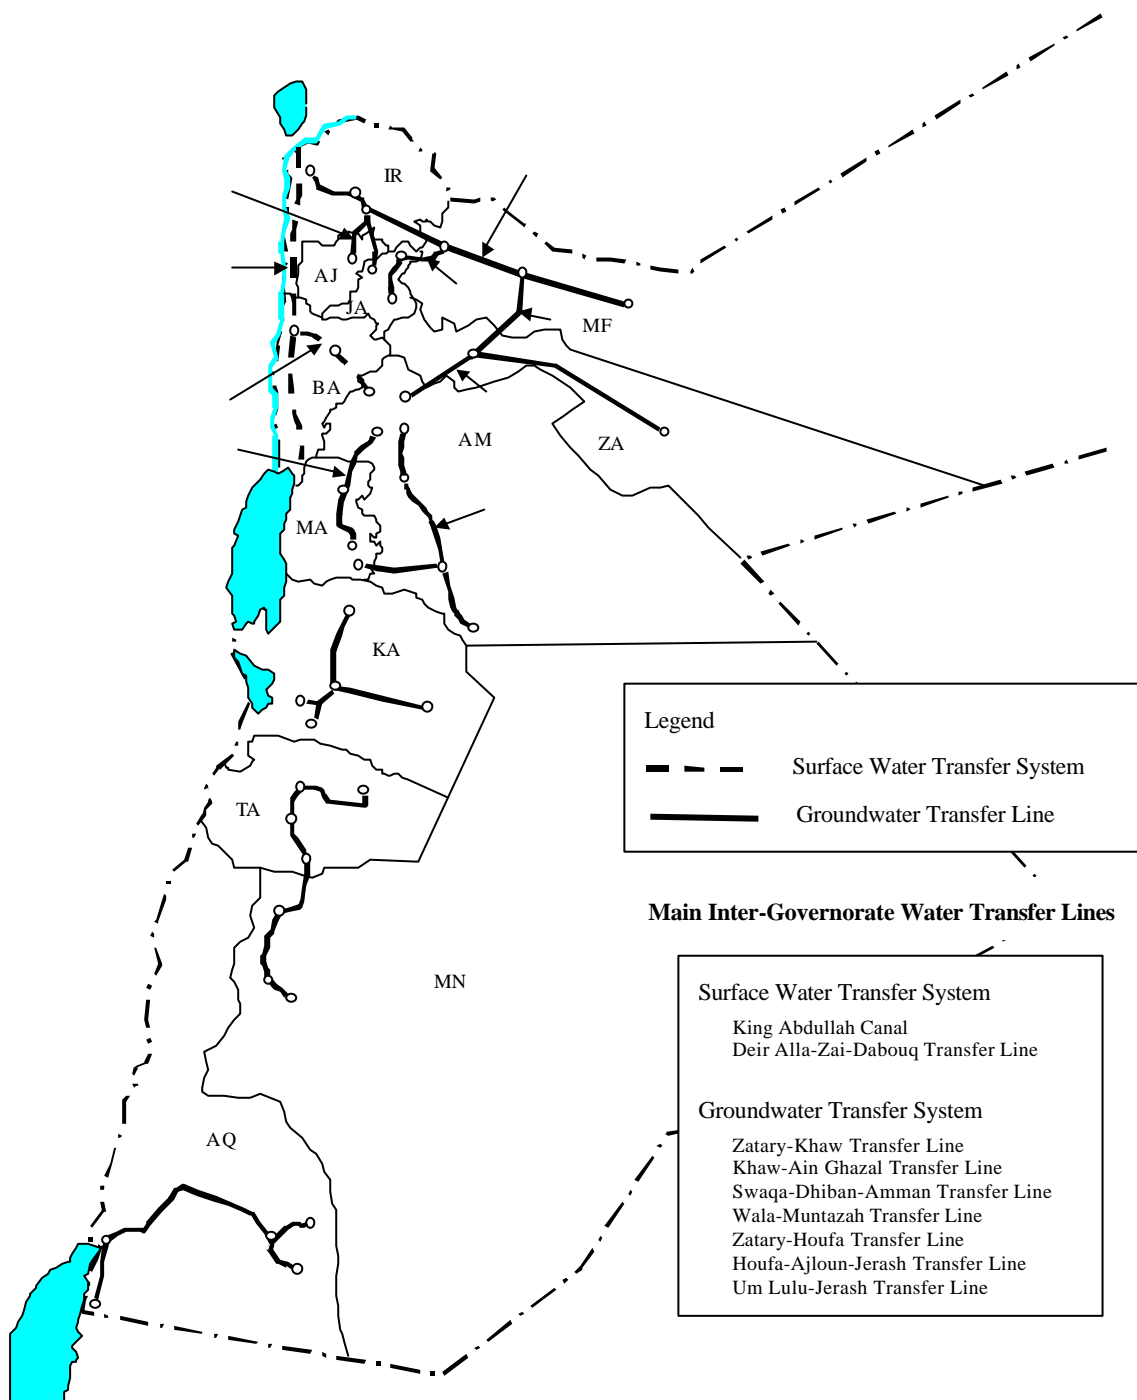 IR
AJ
JA
MF
BA
AM
ZA
MA
KA
Legend
Surface Water Transfer System
TA
Groundwater Transfer Line
Main Inter-Governorate Water Transfer Lines
MN
Surface Water Transfer System
King Abdullah Canal
Deir Alla-Zai-Dabouq Transfer Line
Groundwater Transfer System
AQ
Zatary-Khaw Transfer Line
Khaw-Ain Ghazal Transfer Line
Swaqa-Dhiban-Amman Transfer Line
Wala-Muntazah Transfer Line
Zatary-Houfa Transfer Line
Houfa-Ajloun-Jerash Transfer Line
Um Lulu-Jerash Transfer Line